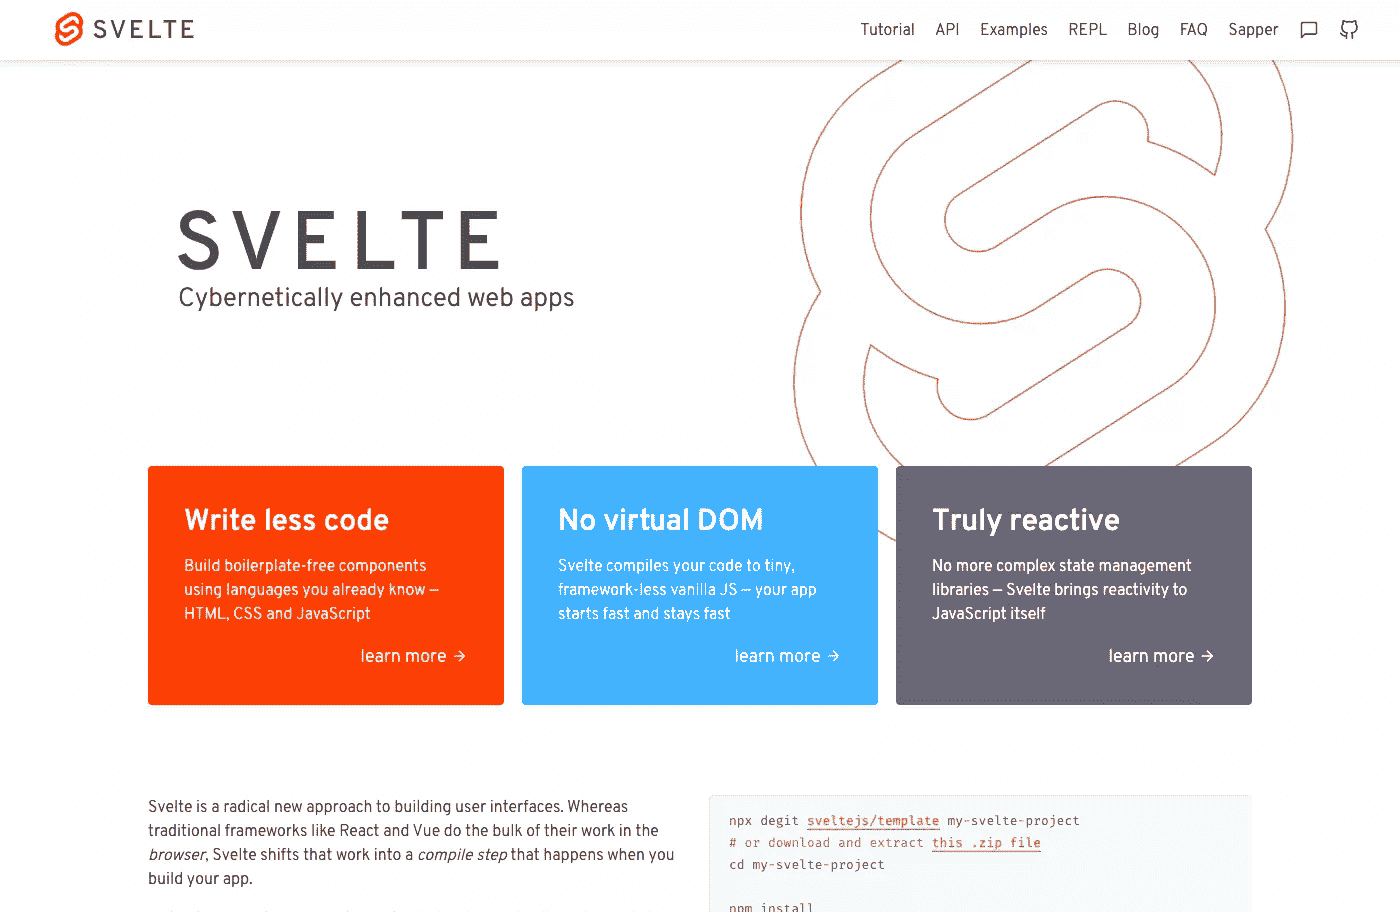 SVELTE
Tutorial API Examples REPL Blog FAQ Sapper
SVELTE
Cybernetically enhanced web apps
Write less code
Build boilerplate-free components
using languages you already know —
HTML, CSS and JavaScript
learn more →
No virtual DOM
Svelte compiles your code to tiny,
framework-less vanilla JS — your app
starts fast and stays fast
learn more →
Truly reactive
No more complex state management
libraries — Svelte brings reactivity to
JavaScript itself
learn more →
Svelte is a radical new approach to building user interfaces. Whereas
traditional frameworks like React and Vue do the bulk of their work in the
browser, Svelte shifts that work into a compile step that happens when you
build your app.
npx degit sveltejs/template my-svelte-project
# or download and extract this .zip file
cd my-svelte-project
npm install